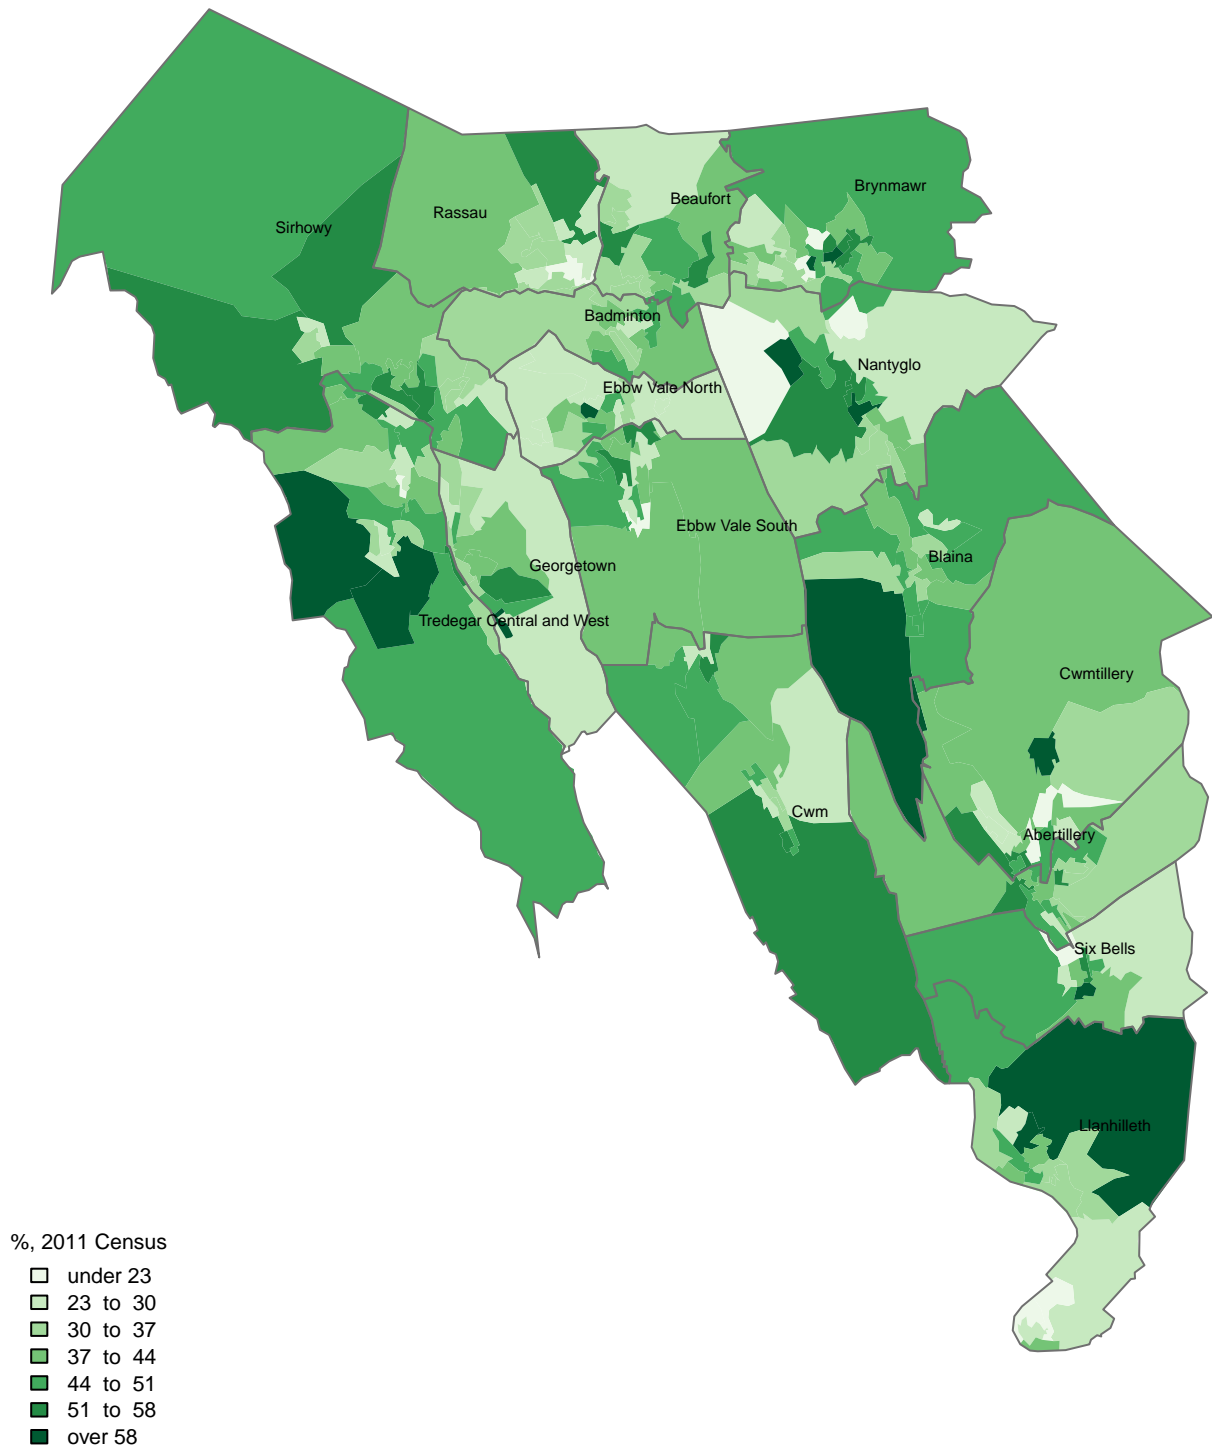 Brynmawr
Beaufort
Rassau
Sirhowy
Badminton
Nantyglo
Ebbw Vale North
Ebbw Vale South
Blaina
Georgetown
Tredegar Central and West
Cwmtillery
Cwm
Abertillery
Six Bells
Llanhilleth
%, 2011 Census
under 23
23 to 30
30 to 37
37 to 44
44 to 51
51 to 58
over 58